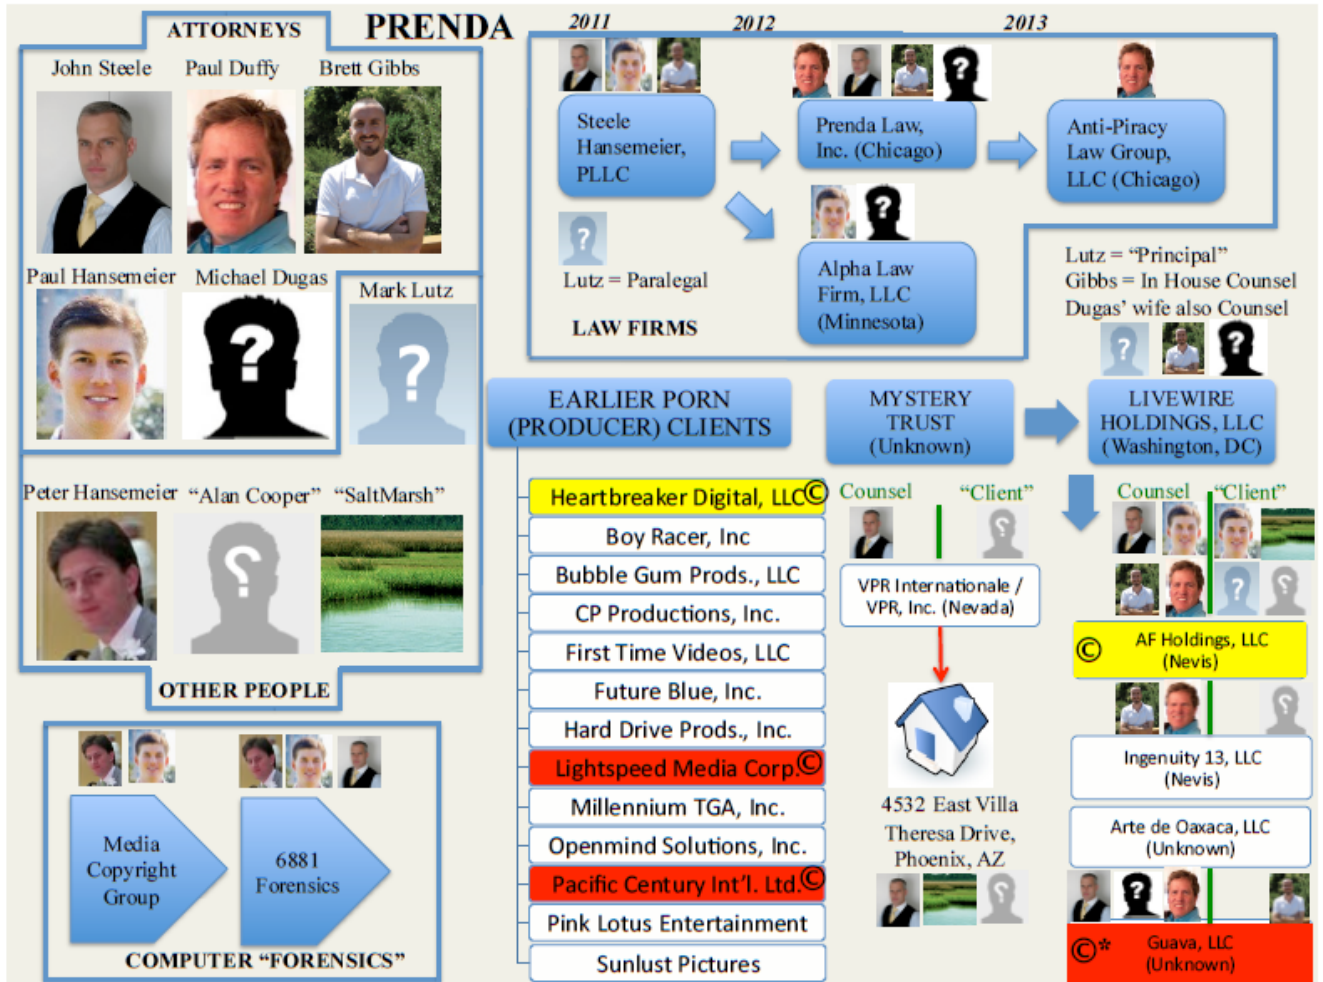 PRENDA
ATTORNEYS
John Steele
Paul Duffy
Brett Gibbs
Paul Hansemeier
Michael Dugas
Mark Lutz
?
?
Peter Hansemeier
“Alan Cooper”
“SaltMarsh”
?
OTHER PEOPLE
Media
Copyright
Group
6881
Forensics
COMPUTER “FORENSICS”
2011
2012
2013
?
Steele
Hansemeier,
PLLC
Prenda Law,
Inc. (Chicago)
Anti-Piracy
Law Group,
LLC (Chicago)
?
Lutz = Paralegal
?
Alpha Law
Firm, LLC
(Minnesota)
LAW FIRMS
Lutz = “Principal”
Gibbs = In House Counsel
Dugas’ wife also Counsel
?
?
EARLIER PORN
(PRODUCER) CLIENTS
Heartbreaker Digital, LLC ©
Boy Racer, Inc
Bubble Gum Prods., LLC
CP Productions, Inc.
First Time Videos, LLC
Future Blue, Inc.
Hard Drive Prods., Inc.
Lightspeed Media Corp. ©
Millennium TGA, Inc.
Openmind Solutions, Inc.
Pacific Century Int’l. Ltd. ©
Pink Lotus Entertainment
Sunlust Pictures
MYSTERY
TRUST
(Unknown)
Counsel
“Client”
?
VPR Internationale /
VPR, Inc. (Nevada)
4532 East Villa
Theresa Drive,
Phoenix, AZ
?
LIVEWIRE
HOLDINGS, LLC
(Washington, DC)
Counsel
“Client”
?
?
© AF Holdings, LLC
(Nevis)
?
Ingenuity 13, LLC
(Nevis)
Arte de Oaxaca, LLC
(Unknown)
?
©* Guava, LLC
(Unknown)